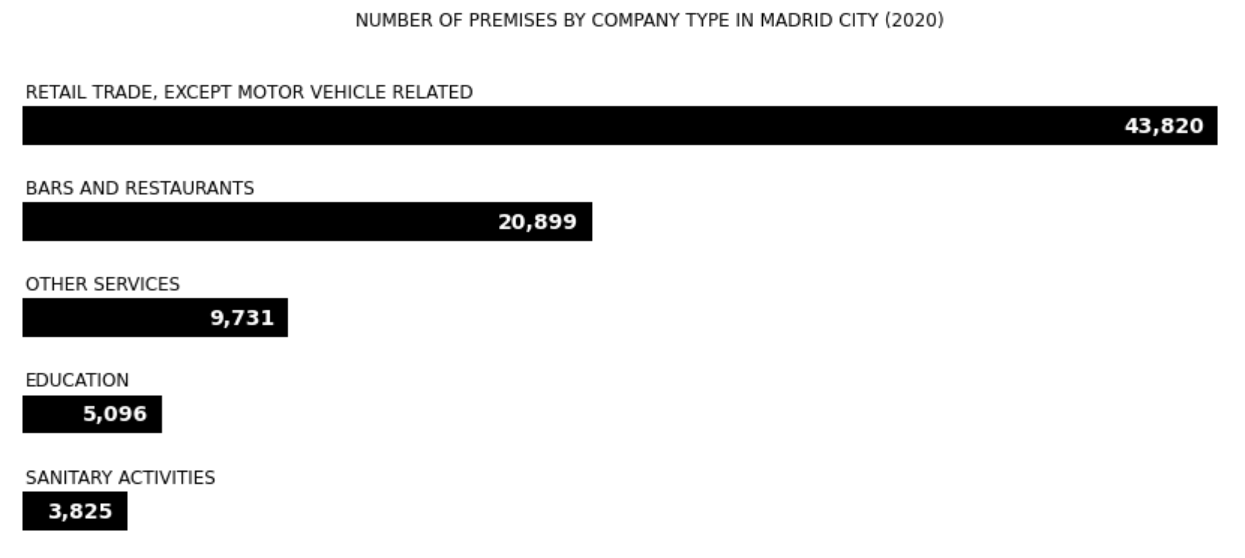 NUMBER OF PREMISES BY COMPANY TYPE IN MADRID CITY (2020)
RETAIL TRADE, EXCEPT MOTOR VEHICLE RELATED
43,820
BARS AND RESTAURANTS
20,899
OTHER SERVICES
9,731
EDUCATION
5,096
SANITARY ACTIVITIES
3,825